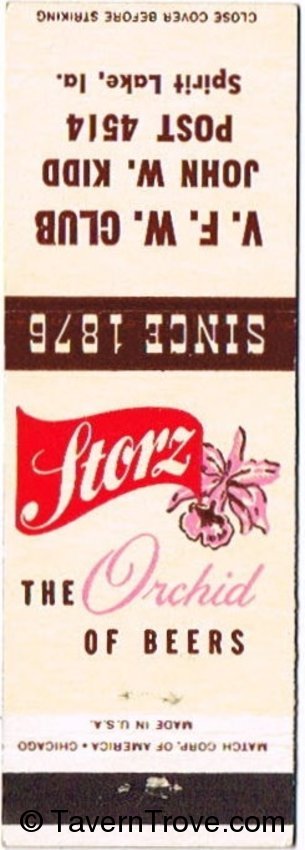 CLOSE COVER BEFORE STRIKING
V. F. W. CLUB
JOHN W. KIDD
POST 4514
Spirit Lake, Ia.
SINCE 1876
Storz
THE Orchid
OF BEERS
MATCH CORP. OF AMERICA • CHICAGO
MADE IN U.S.A.
© TavernTrove.com